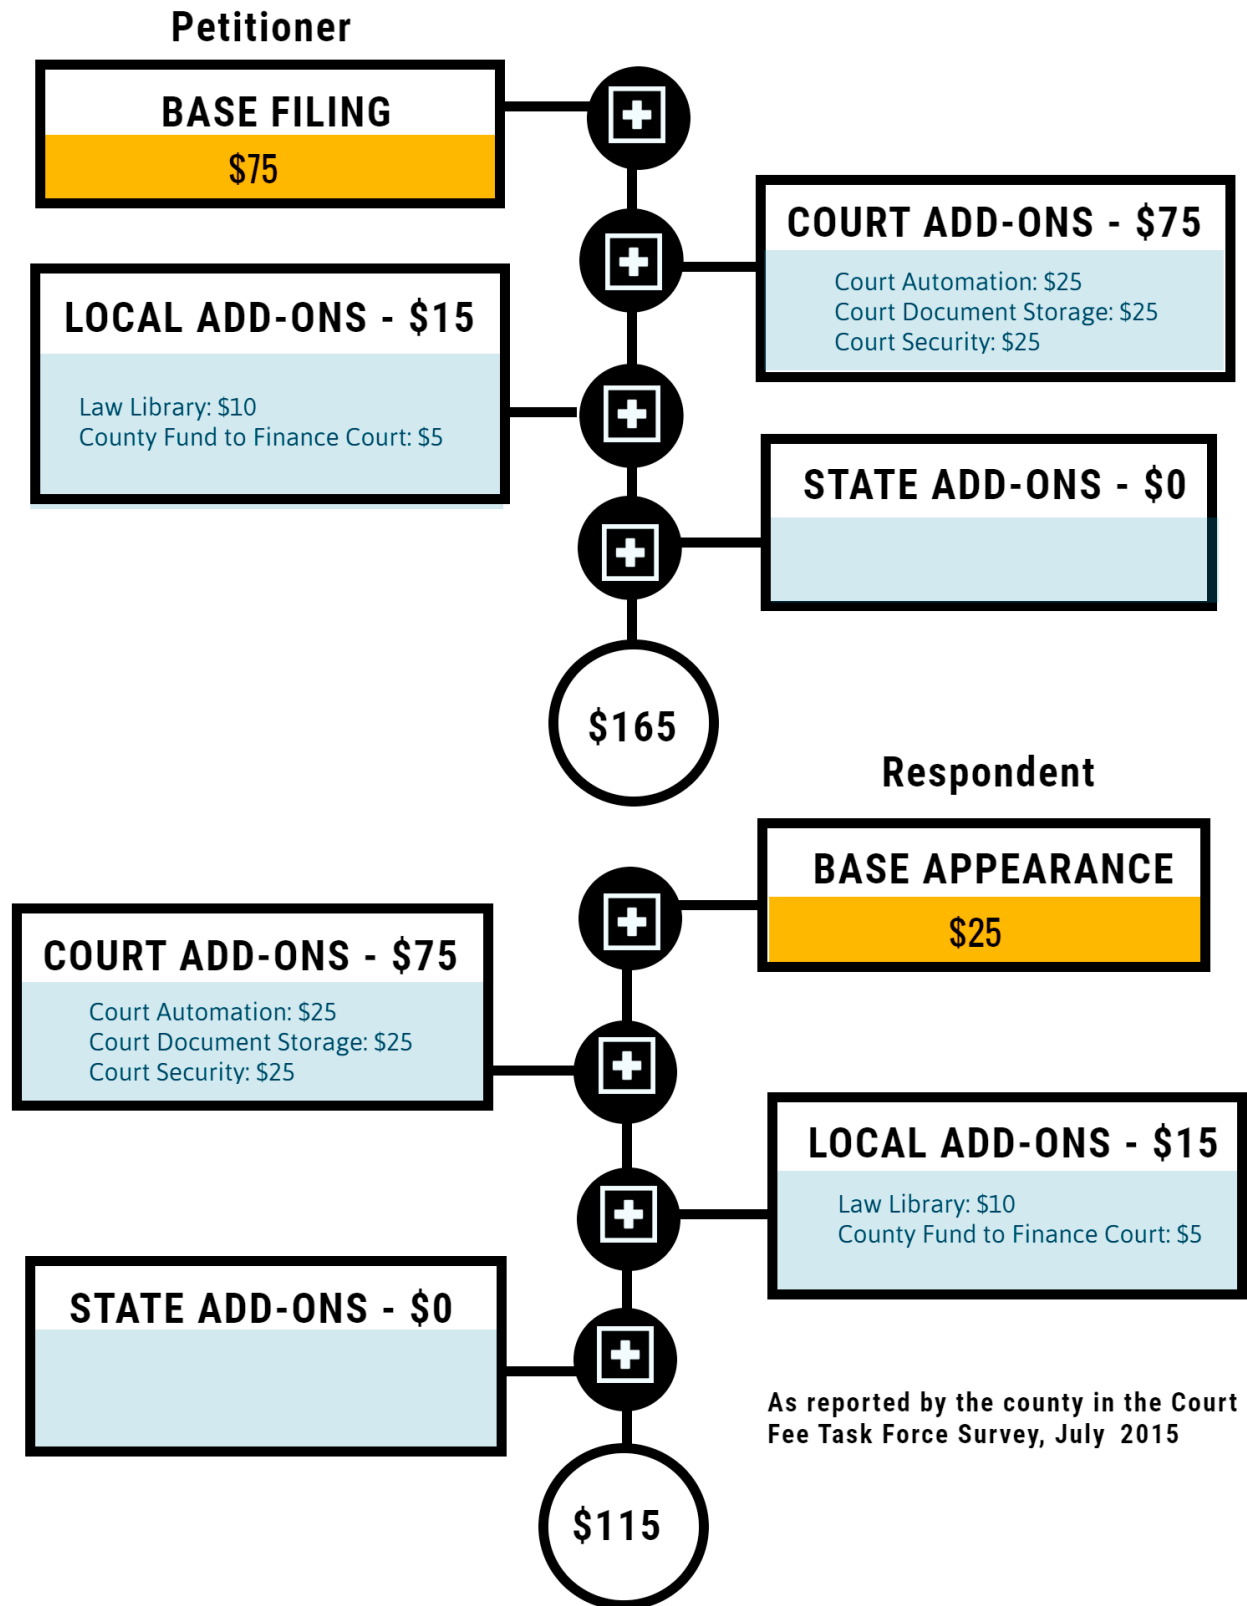 Petitioner
BASE FILING
$75
COURT ADD-ONS - $75
Court Automation: $25
Court Document Storage: $25
Court Security: $25
LOCAL ADD-ONS - $15
Law Library: $10
County Fund to Finance Court: $5
STATE ADD-ONS - $0
$165
Respondent
BASE APPEARANCE
$25
COURT ADD-ONS - $75
Court Automation: $25
Court Document Storage: $25
Court Security: $25
LOCAL ADD-ONS - $15
Law Library: $10
County Fund to Finance Court: $5
STATE ADD-ONS - $0
As reported by the county in the Court
Fee Task Force Survey, July 2015
$115